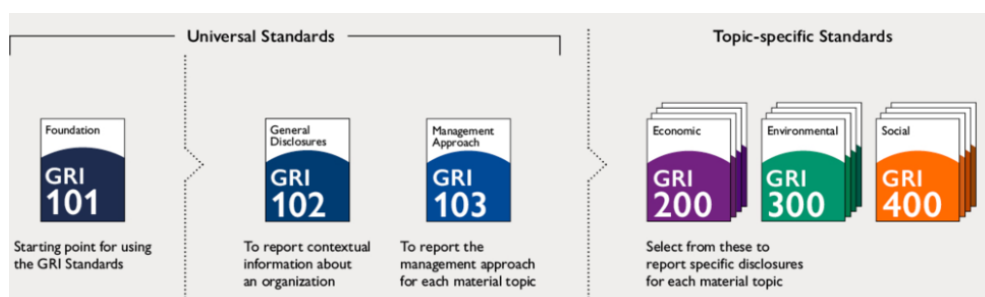 Universal Standards
Topic-specific Standards
Foundation
GRI
101
Starting point for using
the GRI Standards
General
Disclosures
GRI
102
To report contextual
information about
an organization
Management
Approach
GRI
103
To report the
management approach
for each material topic
Economic
GRI
200
Environmental
GRI
300
Social
GRI
400
Select from these to
report specific disclosures
for each material topic